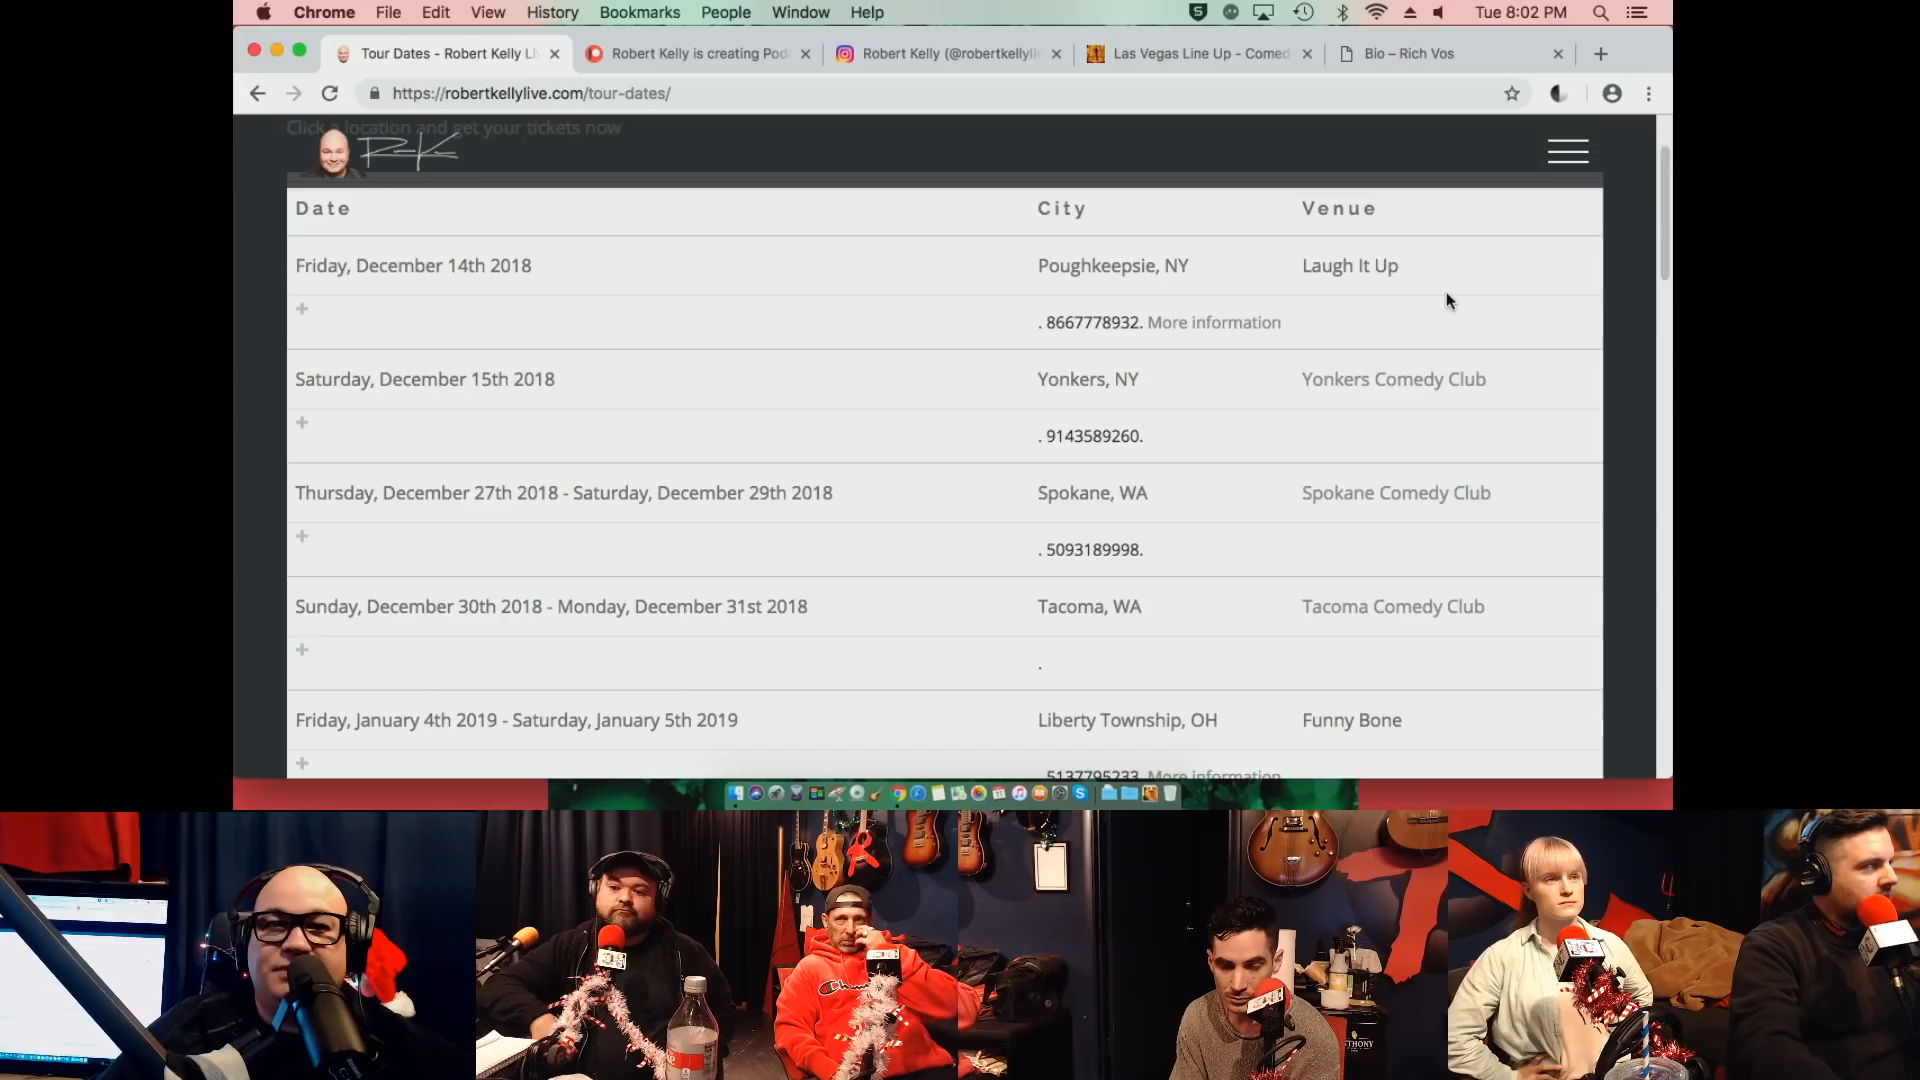 Chrome File Edit View History Bookmarks People Window Help Tue 8:02 PM
Tour Dates - Robert Kelly Li Robert Kelly is creating Pod Robert Kelly (@robertkellyli Las Vegas Line Up - Comed Bio – Rich Vos
https://robertkellylive.com/tour-dates/
Click a location and get your tickets now
Date City Venue
Friday, December 14th 2018 Poughkeepsie, NY Laugh It Up
+ . 8667778932. More information
Saturday, December 15th 2018 Yonkers, NY Yonkers Comedy Club
+ . 9143589260.
Thursday, December 27th 2018 - Saturday, December 29th 2018 Spokane, WA Spokane Comedy Club
+ . 5093189998.
Sunday, December 30th 2018 - Monday, December 31st 2018 Tacoma, WA Tacoma Comedy Club
+ .
Friday, January 4th 2019 - Saturday, January 5th 2019 Liberty Township, OH Funny Bone
+ . 5137795233. More information